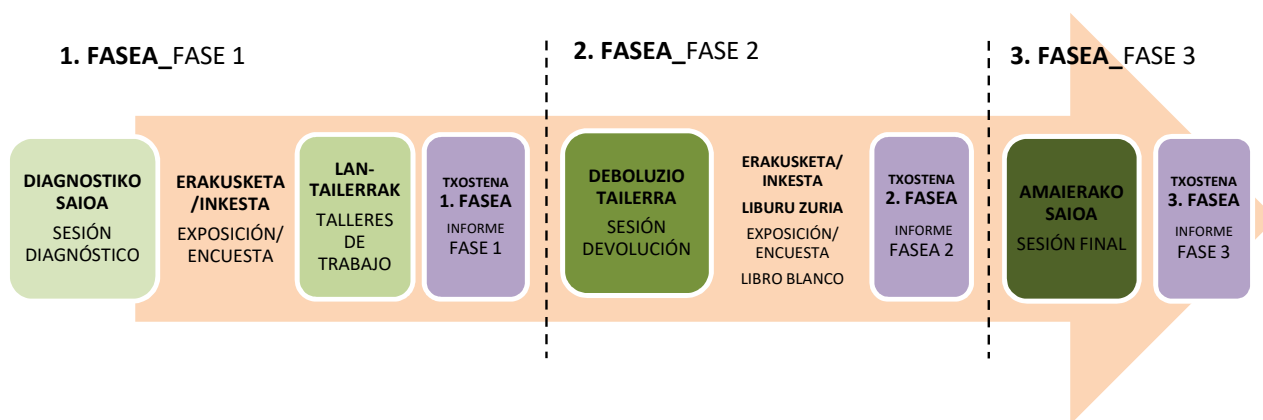 1. FASEA_FASE 1
2. FASEA_FASE 2
3. FASEA_FASE 3
DIAGNOSTIKO
SAIOA
SESIÓN
DIAGNÓSTICO
ERAKUSKETA
/INKESTA
EXPOSICIÓN/
ENCUESTA
LAN-
TAILERRAK
TALLERES
DE
TRABAJO
TXOSTENA
1. FASEA
INFORME
FASE 1
DEBOLUZIO
TAILERRA
SESIÓN
DEVOLUCIÓN
ERAKUSKETA/
INKESTA
LIBURU ZURIA
EXPOSICIÓN/
ENCUESTA
LIBRO BLANCO
TXOSTENA
2. FASEA
INFORME
FASEA 2
AMAIERAKO
SAIOA
SESIÓN FINAL
TXOSTENA
3. FASEA
INFORME
FASE 3